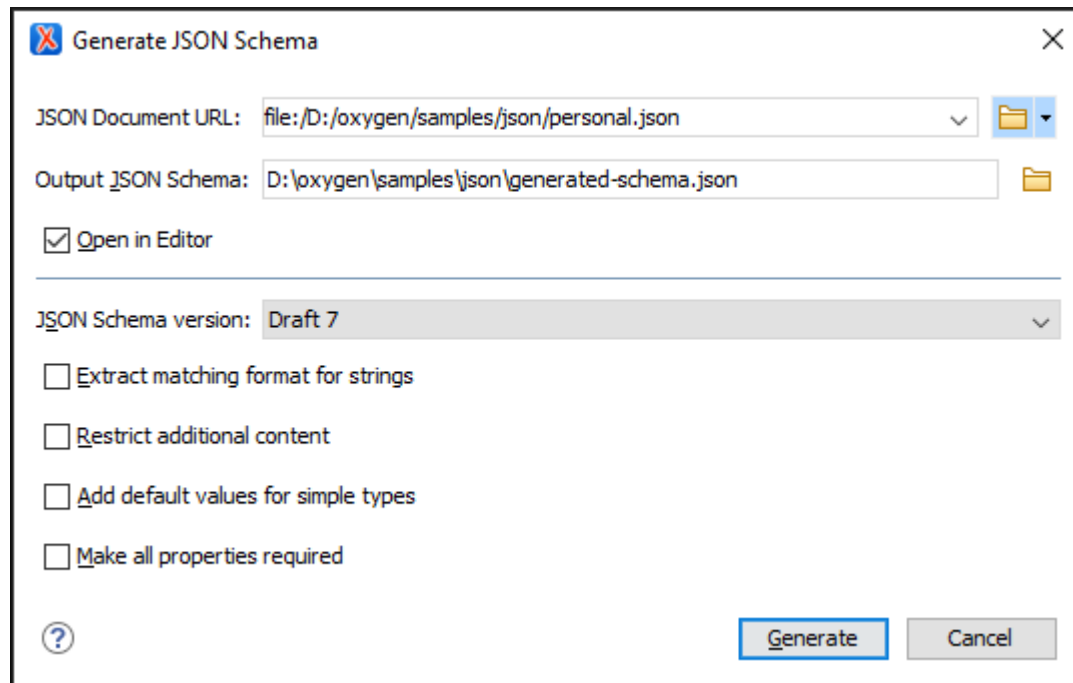 Generate JSON Schema
JSON Document URL: file:/D:/oxygen/samples/json/personal.json
Output JSON Schema: D:\oxygen\samples\json\generated-schema.json
Open in Editor
JSON Schema version: Draft 7
Extract matching format for strings
Restrict additional content
Add default values for simple types
Make all properties required
? Generate Cancel